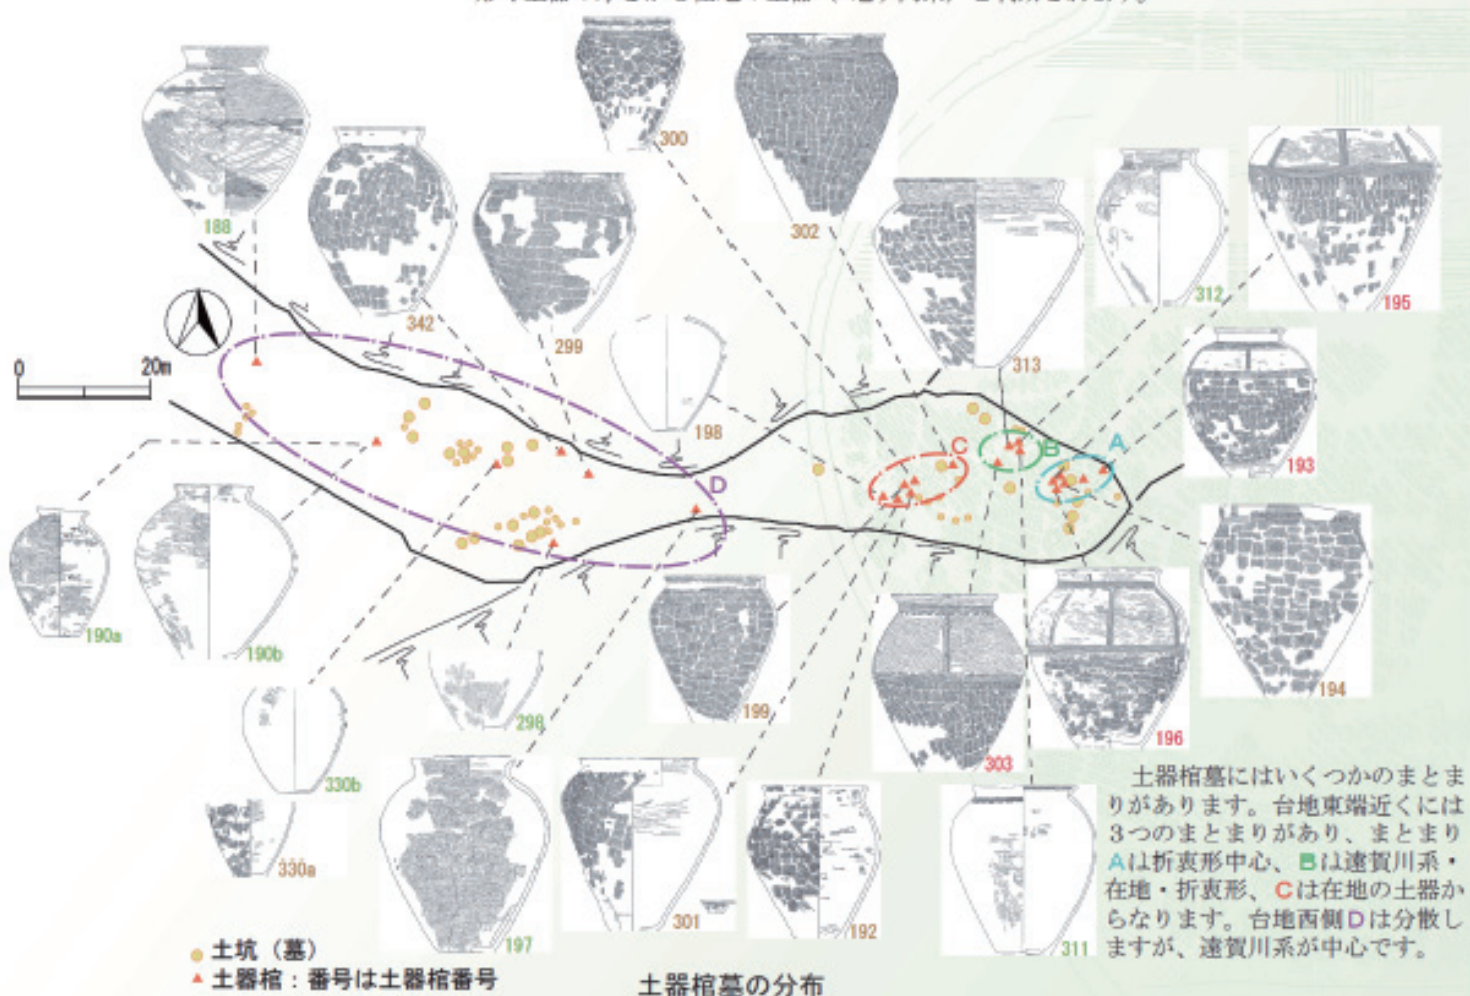 300
302
188
342
299
313
312
195
193
198
0 20m
D
C
B
A
190a
190b
199
194
298
303
196
330b
330a
197
301
192
311
土器棺墓にはいくつかのまとま
りがあります。台地東端近くには
3つのまとまりがあり、まとまり
Aは折衷形中心、Bは遠賀川系・
在地・折衷形、Cは在地の土器か
らなります。台地西側Dは分散し
ますが、遠賀川系が中心です。
土坑（墓）
土器棺：番号は土器棺番号
土器棺墓の分布